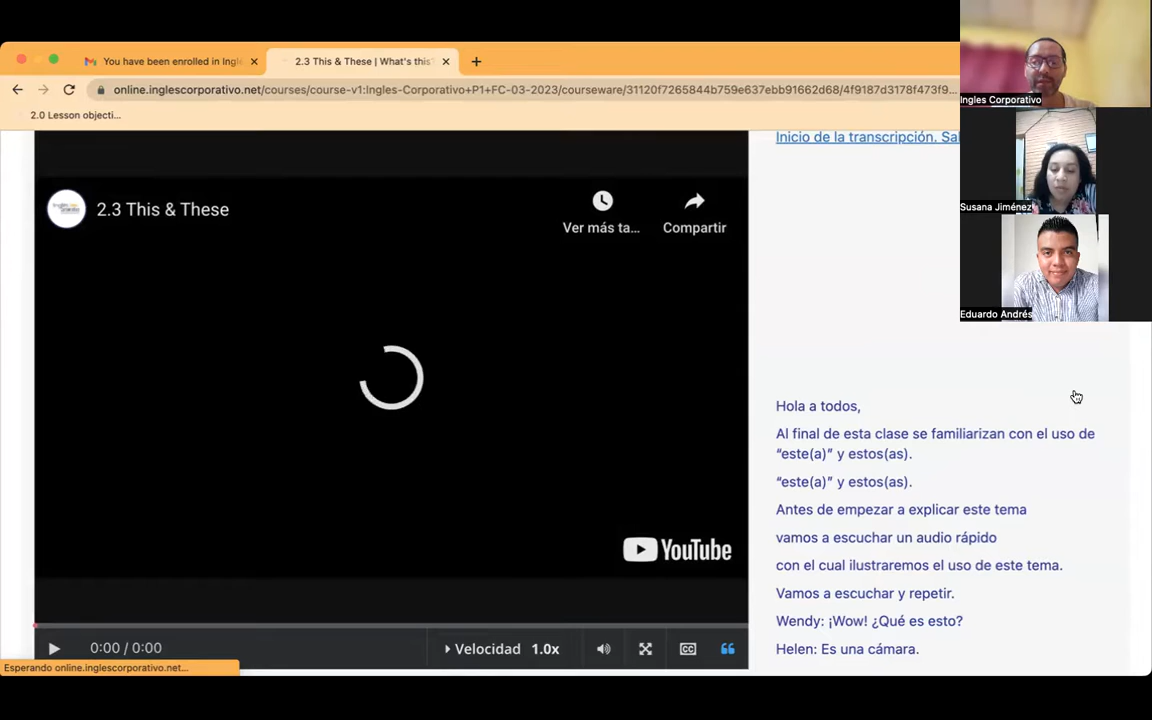 You have been enrolled in Inglé
2.3 This & These | What's this
online.inglescorporativo.net/courses/course-v1:Ingles-Corporativo+P1+FC-03-2023/courseware/31120f7265844b759e637ebb91662d68/4f9187d3178f473f9...
2.0 Lesson objecti...
Ingles Corporativo
Inicio de la transcripción. Sal
2.3 This & These
Ver más ta...
Compartir
Susana Jiménez
Eduardo Andrés
Hola a todos,
Al final de esta clase se familiarizan con el uso de
“este(a)” y estos(as).
“este(a)” y estos(as).
Antes de empezar a explicar este tema
vamos a escuchar un audio rápido
con el cual ilustraremos el uso de este tema.
Vamos a escuchar y repetir.
Wendy: ¡Wow! ¿Qué es esto?
Helen: Es una cámara.
YouTube
0:00 / 0:00
Velocidad 1.0x
CC
Esperando online.inglescorporativo.net...